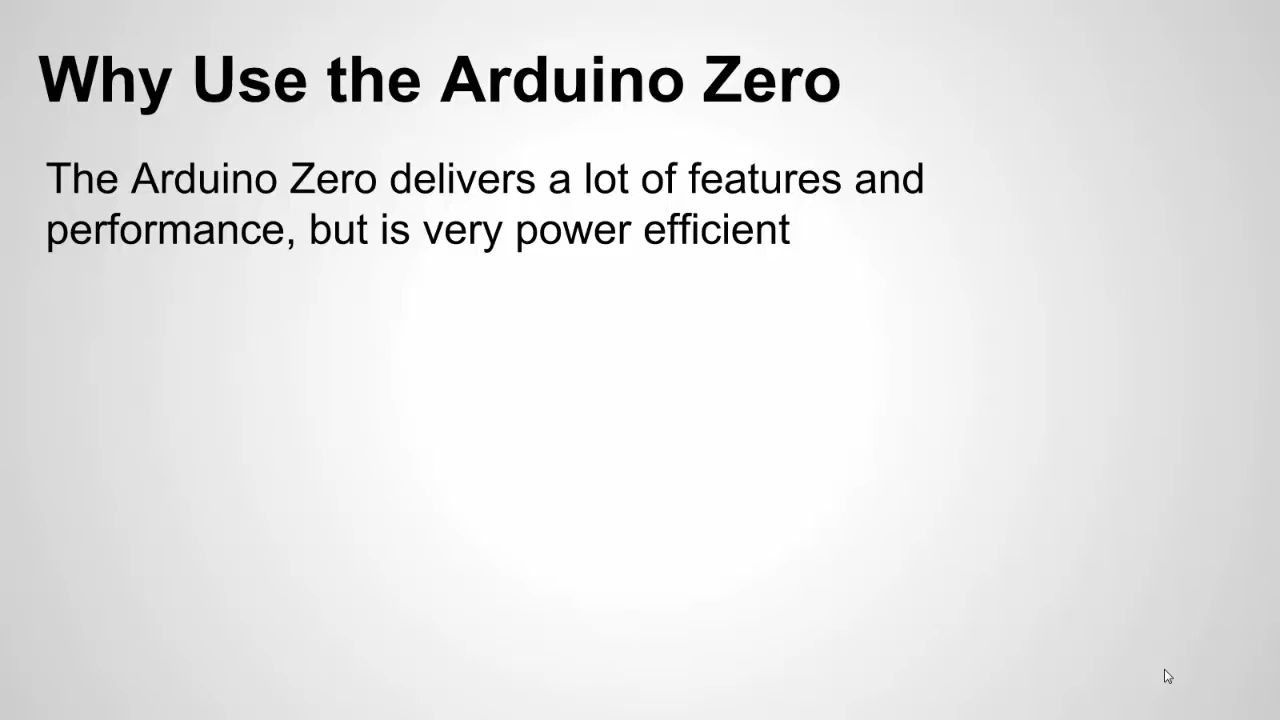 Why Use the Arduino Zero
The Arduino Zero delivers a lot of features and
performance, but is very power efficient